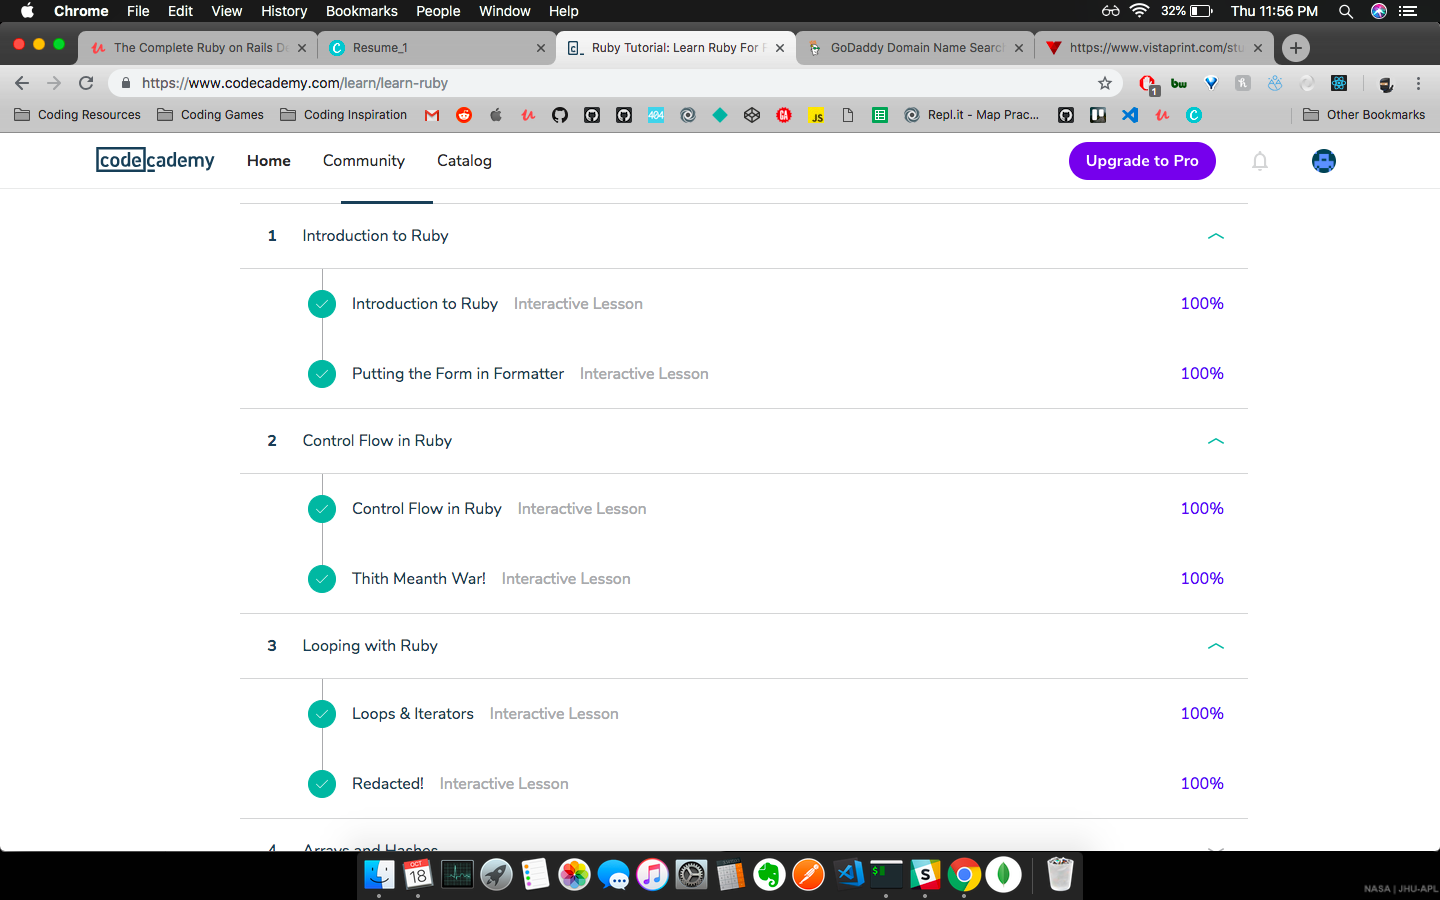 Chrome File Edit View History Bookmarks People Window Help 32% Thu 11:56 PM
The Complete Ruby on Rails De Resume_1 Ruby Tutorial: Learn Ruby For F GoDaddy Domain Name Searc https://www.vistaprint.com/stu
https://www.codecademy.com/learn/learn-ruby 1 bw
Coding Resources Coding Games Coding Inspiration 404 JS Repl.it - Map Prac... Other Bookmarks
codecademy Home Community Catalog Upgrade to Pro
1 Introduction to Ruby
Introduction to Ruby Interactive Lesson 100%
Putting the Form in Formatter Interactive Lesson 100%
2 Control Flow in Ruby
Control Flow in Ruby Interactive Lesson 100%
Thith Meanth War! Interactive Lesson 100%
3 Looping with Ruby
Loops & Iterators Interactive Lesson 100%
Redacted! Interactive Lesson 100%
4 Arrays and Hashes
OCT
18
NASA | JHU-APL